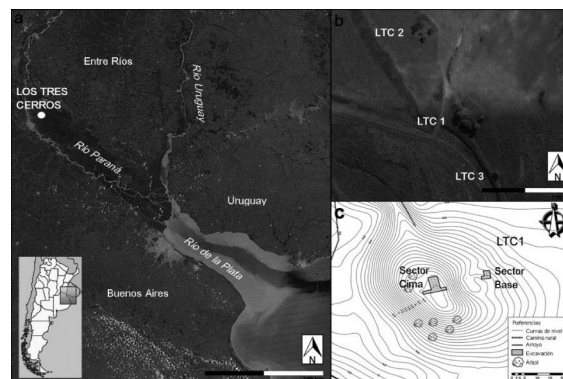 a
Entre Ríos
Río Uruguay
LOS TRES
CERROS
Río Paraná
Uruguay
Río de la Plata
Buenos Aires
N
b
LTC 2
LTC 1
LTC 3
N
c
LTC1
Sector
Cima
Sector
Base
N
Referencias
Curvas de nivel
Camino rural
Arroyo
Excavación
Árbol